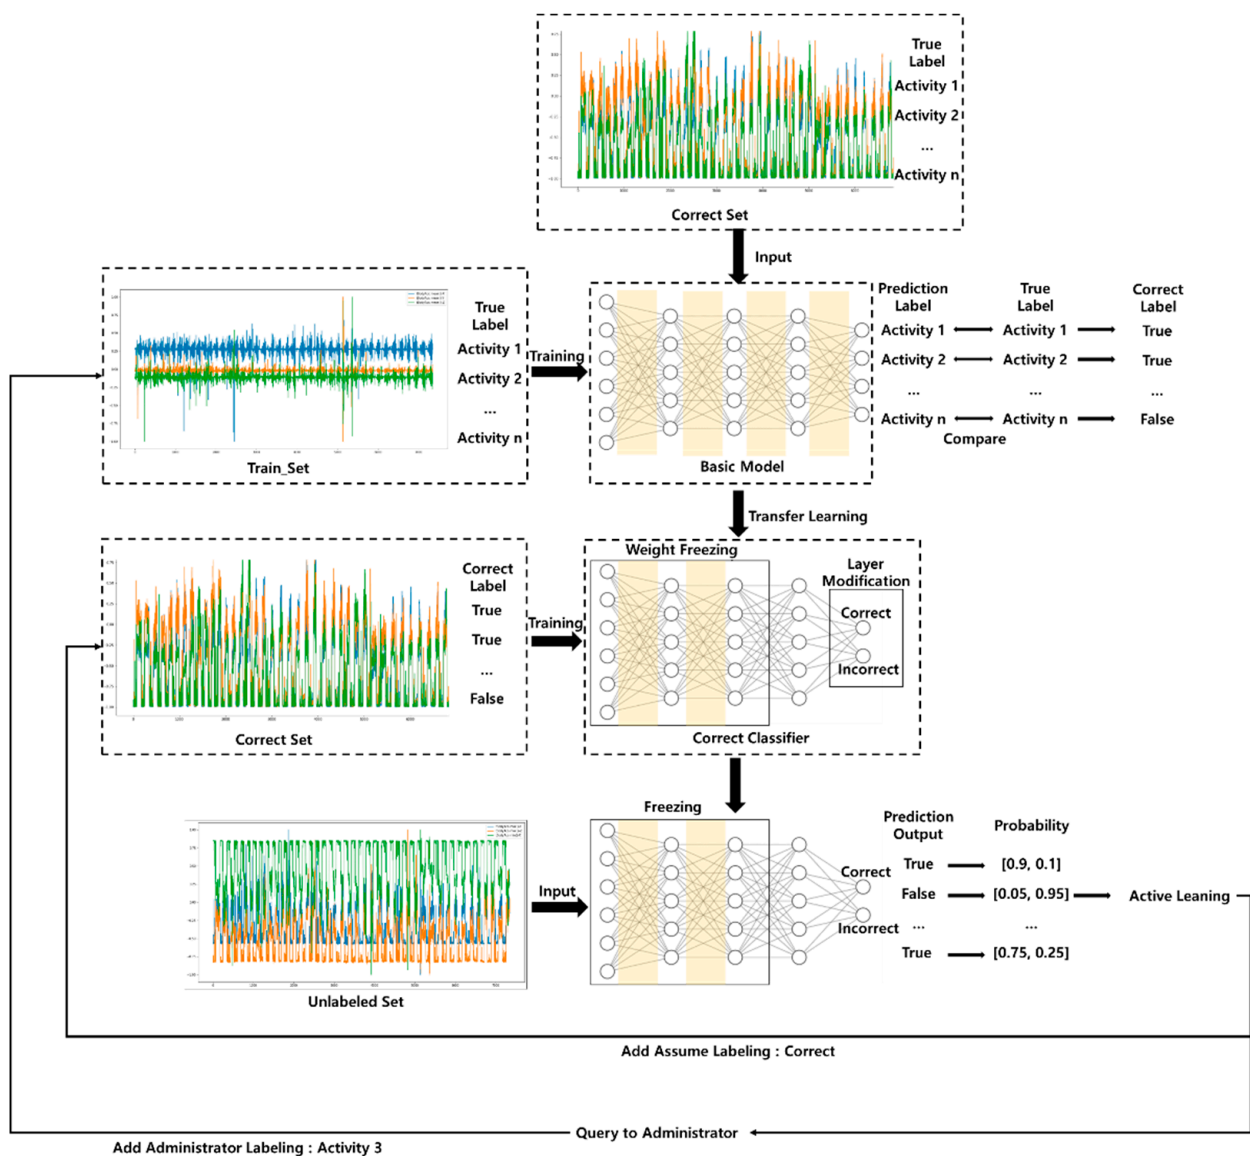 True
Label
Activity 1
Activity 2
...
Activity n
Correct Set
Input
True
Label
Activity 1
Activity 2
...
Activity n
Train_Set
Training
Basic Model
Prediction
Label
True
Label
Correct
Label
Activity 1
Activity 1
True
Activity 2
Activity 2
True
...
...
...
Activity n
Activity n
False
Compare
Transfer Learning
Correct
Label
True
True
...
False
Correct Set
Training
Weight Freezing
Layer
Modification
Correct
Incorrect
Correct Classifier
Freezing
Unlabeled Set
Input
Correct
Incorrect
Prediction
Output
Probability
True
[0.9, 0.1]
False
[0.05, 0.95]
Active Leaning
...
...
True
[0.75, 0.25]
Add Assume Labeling : Correct
Query to Administrator
Add Administrator Labeling : Activity 3